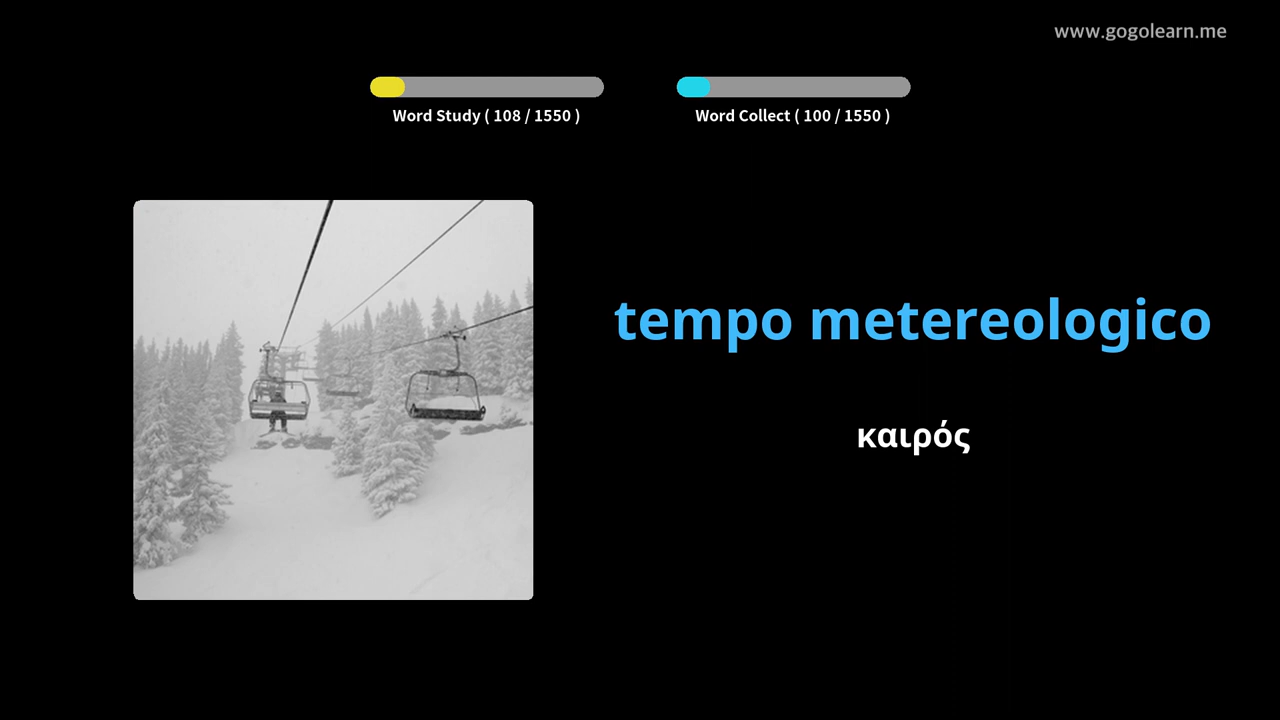 www.gogolearn.me
Word Study ( 108 / 1550 )
Word Collect ( 100 / 1550 )
tempo metereologico
καιρός